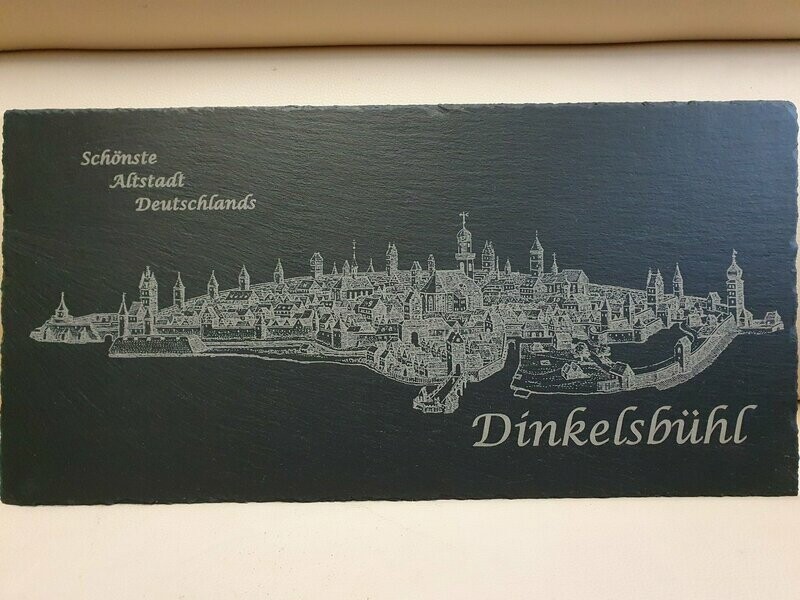 Schönste
Altstadt
Deutschlands
Dinkelsbühl